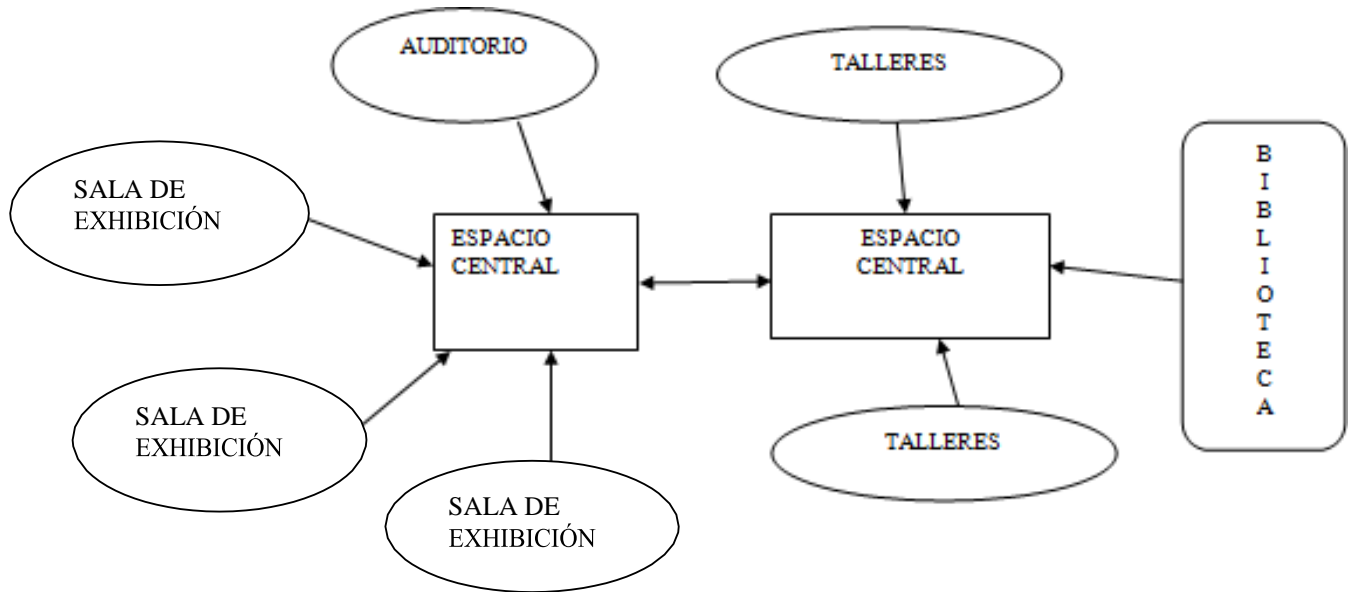 AUDITORIO
TALLERES
SALA DE
EXHIBICIÓN
ESPACIO
CENTRAL
ESPACIO
CENTRAL
B
I
B
L
I
O
T
E
C
A
SALA DE
EXHIBICIÓN
TALLERES
SALA DE
EXHIBICIÓN